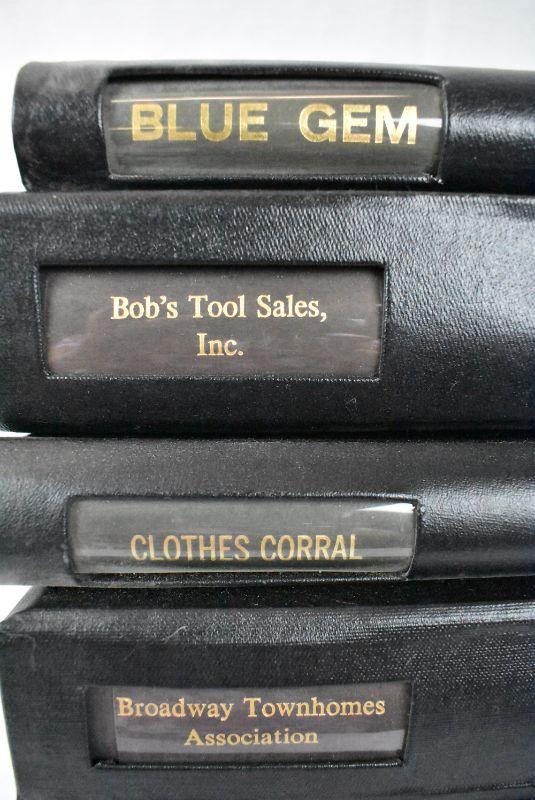 BLUE GEM
Bob's Tool Sales,
Inc.
CLOTHES CORRAL
Broadway Townhomes
Association